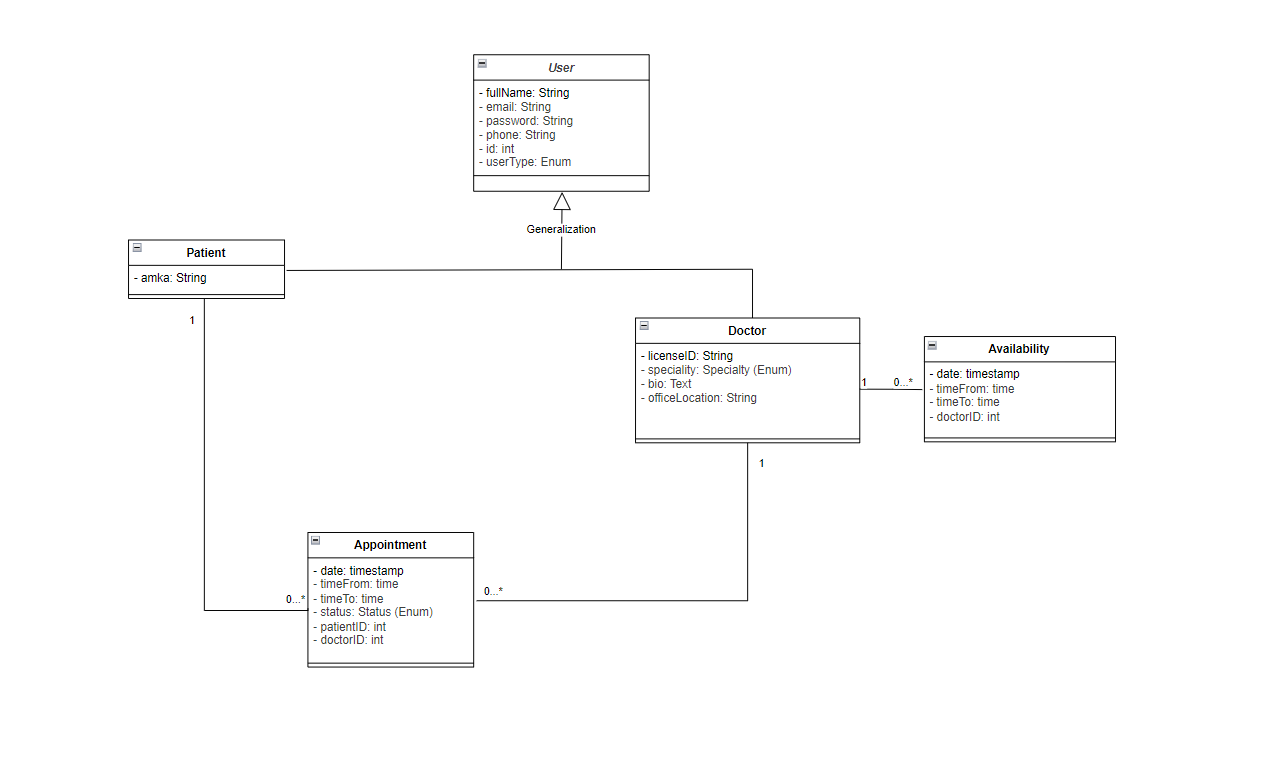 User
- fullName: String
- email: String
- password: String
- phone: String
- id: int
- userType: Enum
Generalization
Patient
- amka: String
1
Doctor
- licenseID: String
- speciality: Specialty (Enum)
- bio: Text
- officeLocation: String
1
0...*
Availability
- date: timestamp
- timeFrom: time
- timeTo: time
- doctorID: int
1
Appointment
- date: timestamp
- timeFrom: time
- timeTo: time
- status: Status (Enum)
- patientID: int
- doctorID: int
0...*
0...*